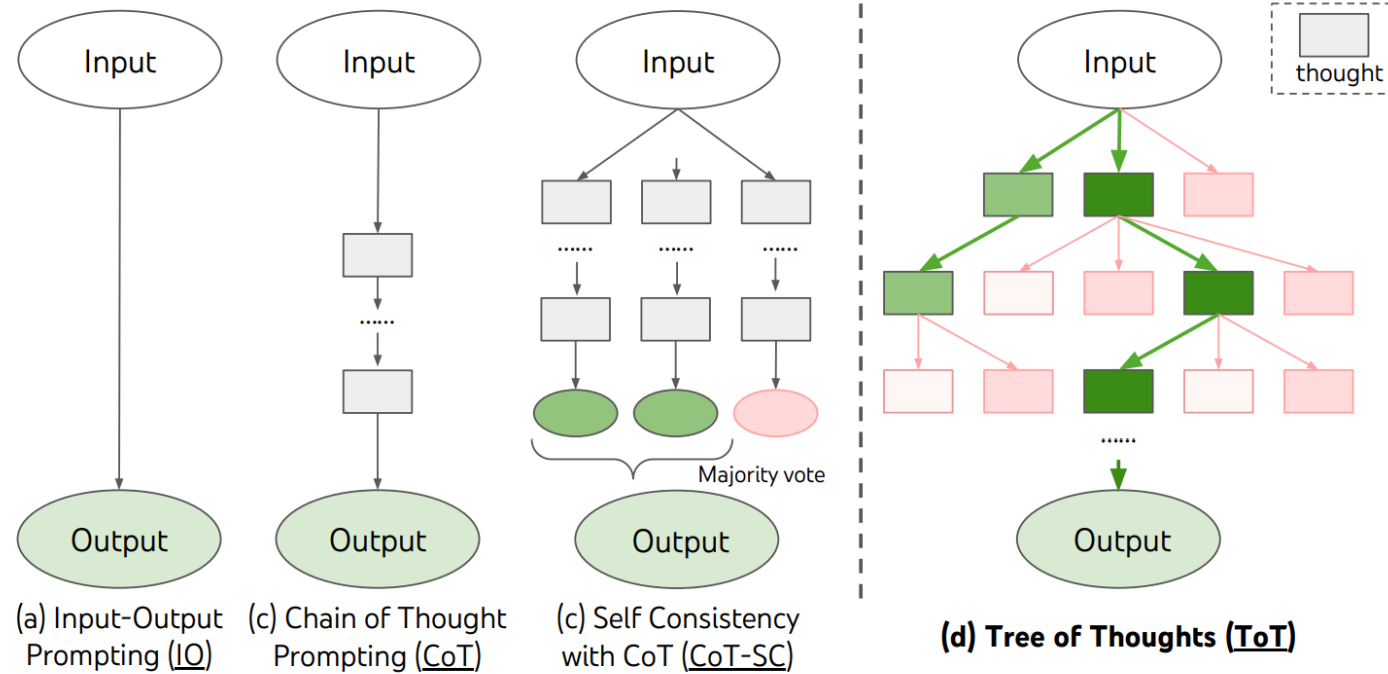 Input
Input
Input
Input
thought
......
......
......
......
......
Majority vote
Output
Output
Output
Output
(a) Input-Output
Prompting (IO)
(c) Chain of Thought
Prompting (CoT)
(c) Self Consistency
with CoT (CoT-SC)
(d) Tree of Thoughts (ToT)